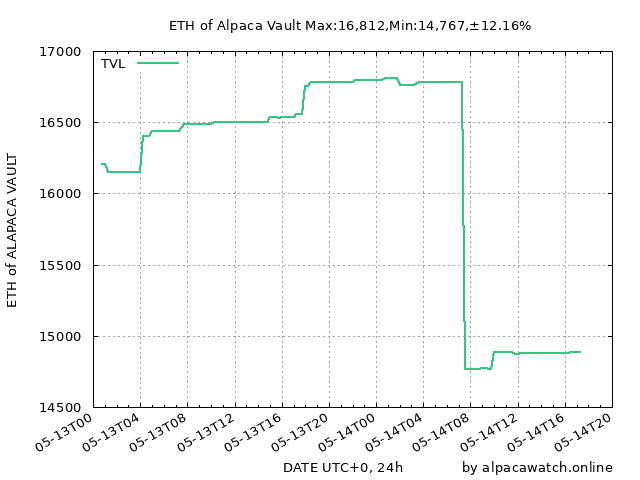 ETH of Alpaca Vault Max:16,812,Min:14,767,±12.16%
TVL
17000
16500
16000
15500
15000
14500
ETH of ALAPACA VAULT
05-13T00
05-13T04
05-13T08
05-13T12
05-13T16
05-13T20
05-14T00
05-14T04
05-14T08
05-14T12
05-14T16
05-14T20
DATE UTC+0, 24h
by alpacawatch.online